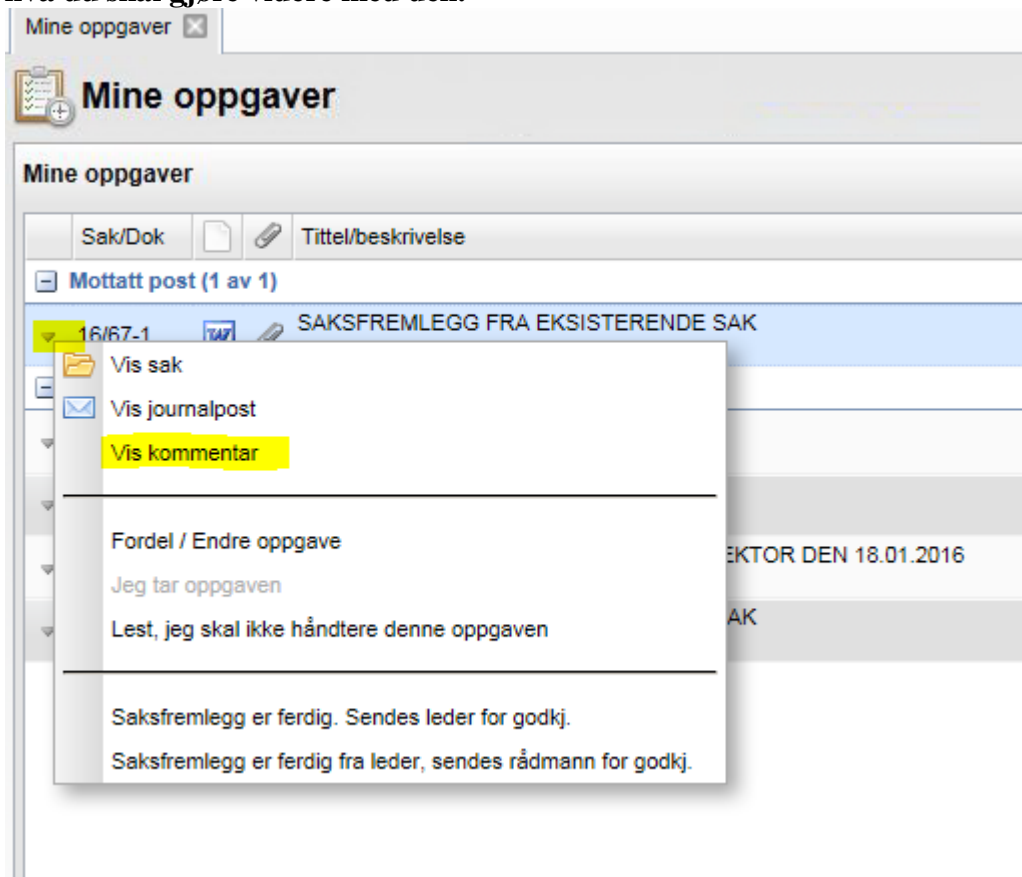 Mine oppgaver
Mine oppgaver
Mine oppgaver
Sak/Dok Tittel/beskrivelse
Mottatt post (1 av 1)
16/67-1 SAKSFREMLEGG FRA EKSISTERENDE SAK
Vis sak
Vis journalpost
Vis kommentar
Fordel / Endre oppgave
EKTOR DEN 18.01.2016
Jeg tar oppgaven
AK
Lest, jeg skal ikke håndtere denne oppgaven
Saksfremlegg er ferdig. Sendes leder for godkj.
Saksfremlegg er ferdig fra leder, sendes rådmann for godkj.